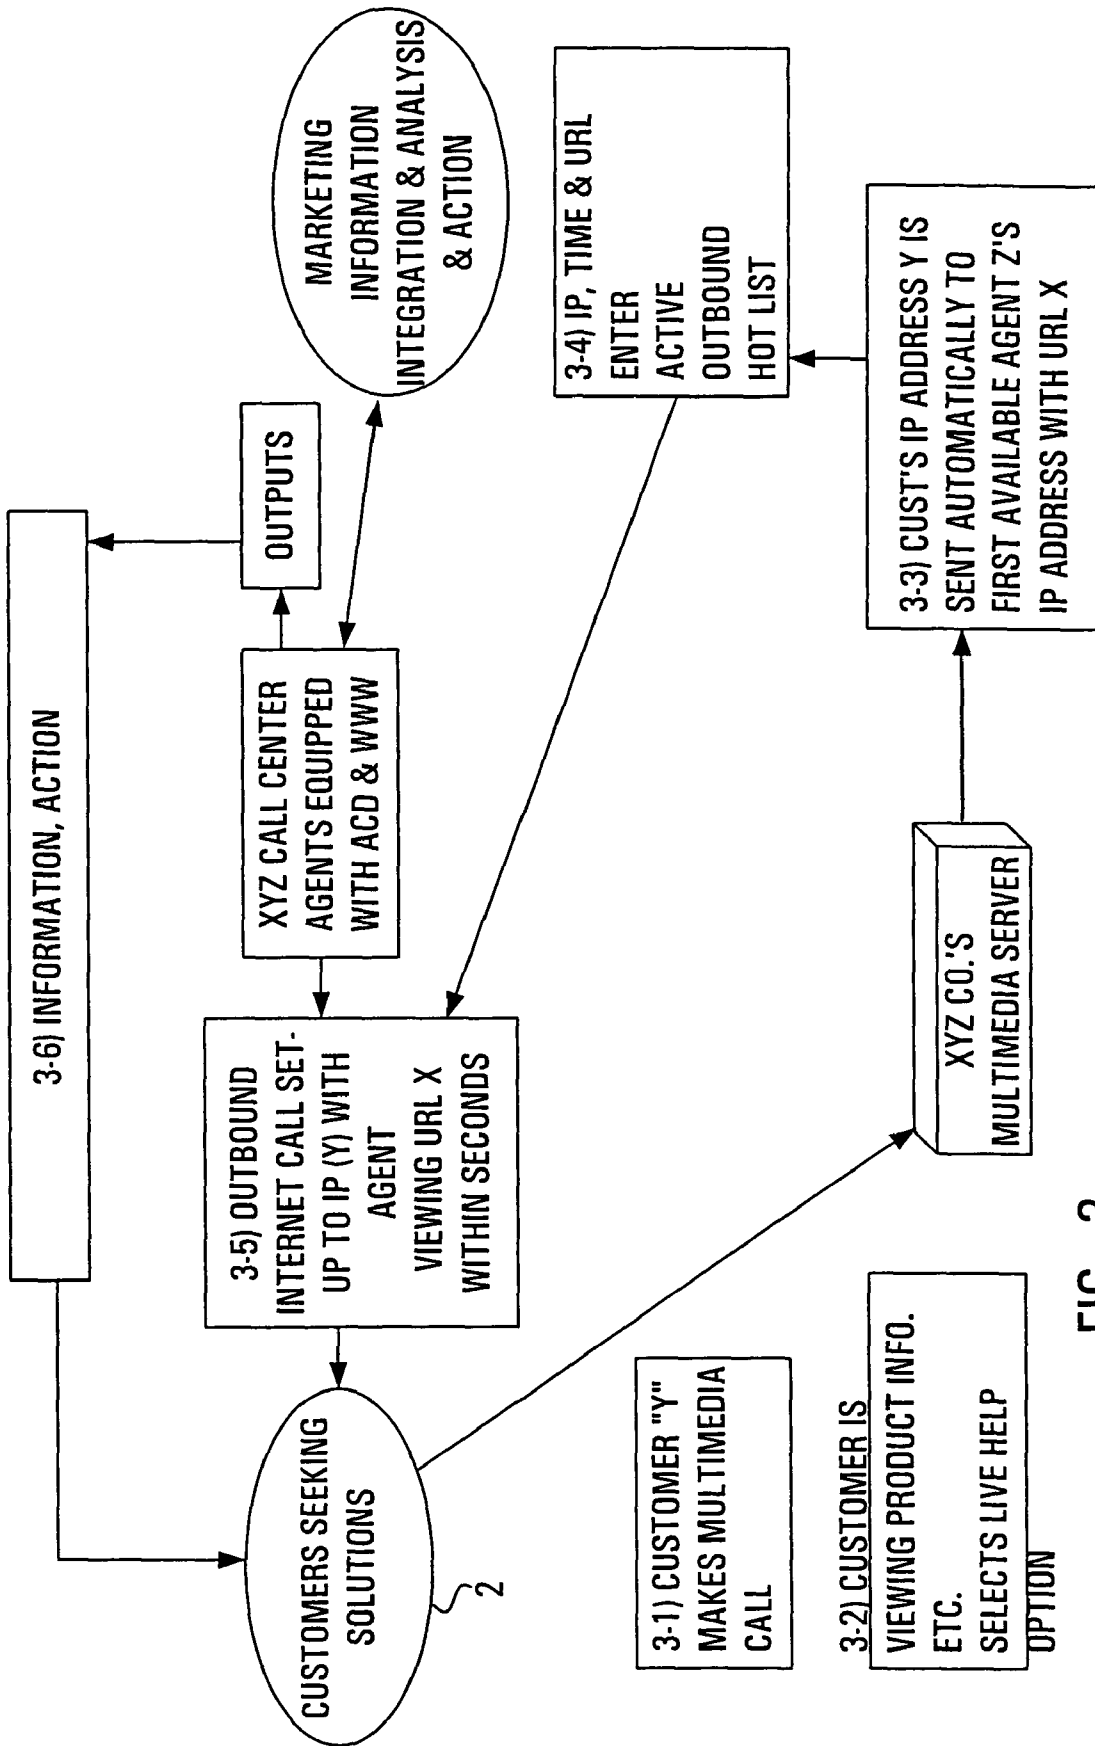 3-6) INFORMATION, ACTION
CUSTOMERS SEEKING
SOLUTIONS
2
3-5) OUTBOUND
INTERNET CALL SET-
UP TO IP (Y) WITH
AGENT
VIEWING URL X
WITHIN SECONDS
XYZ CALL CENTER
AGENTS EQUIPPED
WITH ACD & WWW
OUTPUTS
MARKETING
INFORMATION
INTEGRATION & ANALYSIS
& ACTION
3-1) CUSTOMER "Y"
MAKES MULTIMEDIA
CALL
3-4) IP, TIME & URL
ENTER
ACTIVE
OUTBOUND
HOT LIST
3-2) CUSTOMER IS
VIEWING PRODUCT INFO.
ETC.
SELECTS LIVE HELP
OPTION
XYZ CO.'S
MULTIMEDIA SERVER
3-3) CUST'S IP ADDRESS Y IS
SENT AUTOMATICALLY TO
FIRST AVAILABLE AGENT Z'S
IP ADDRESS WITH URL X